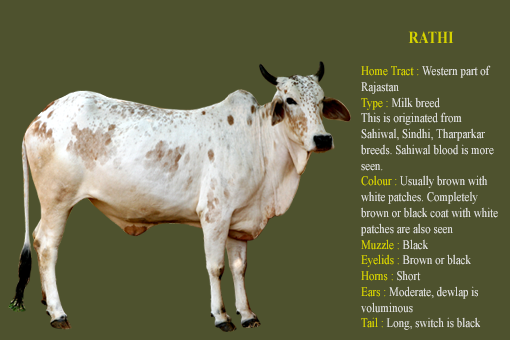 RATHI
Home Tract : Western part of
Rajastan
Type : Milk breed
This is originated from
Sahiwal, Sindhi, Tharparkar
breeds. Sahiwal blood is more
seen.
Colour : Usually brown with
white patches. Completely
brown or black coat with white
patches are also seen
Muzzle : Black
Eyelids : Brown or black
Horns : Short
Ears : Moderate, dewlap is
voluminous
Tail : Long, switch is black